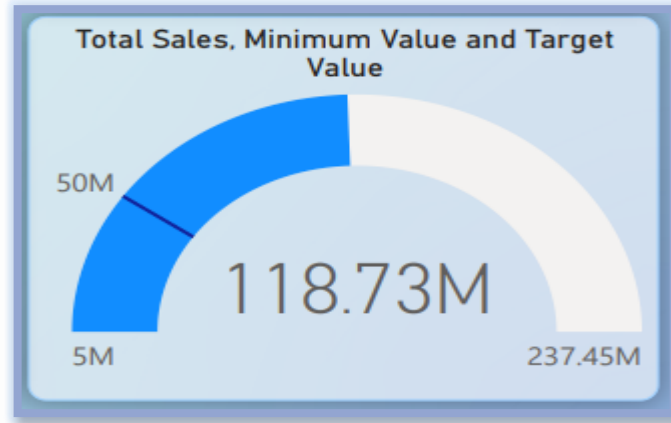 Total Sales, Minimum Value and Target
Value
50M
118.73M
5M
237.45M